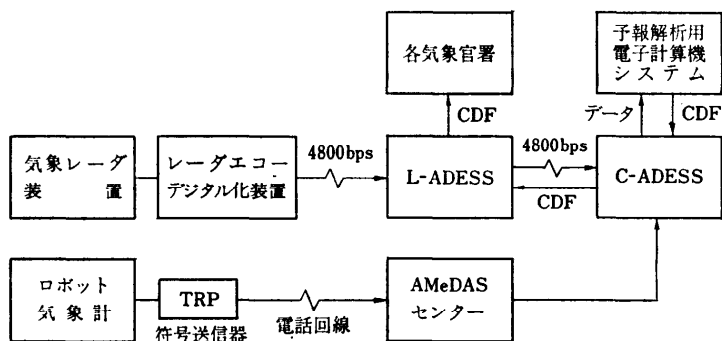 各気象官署
予報解析用
電子計算機
システム
CDF
データ
CDF
気象レーダ
装置
レーダエコー
デジタル化装置
4800bps
L-ADESS
4800bps
CDF
C-ADESS
ロボット
気象計
TRP
符号送信器
電話回線
AMeDAS
センター